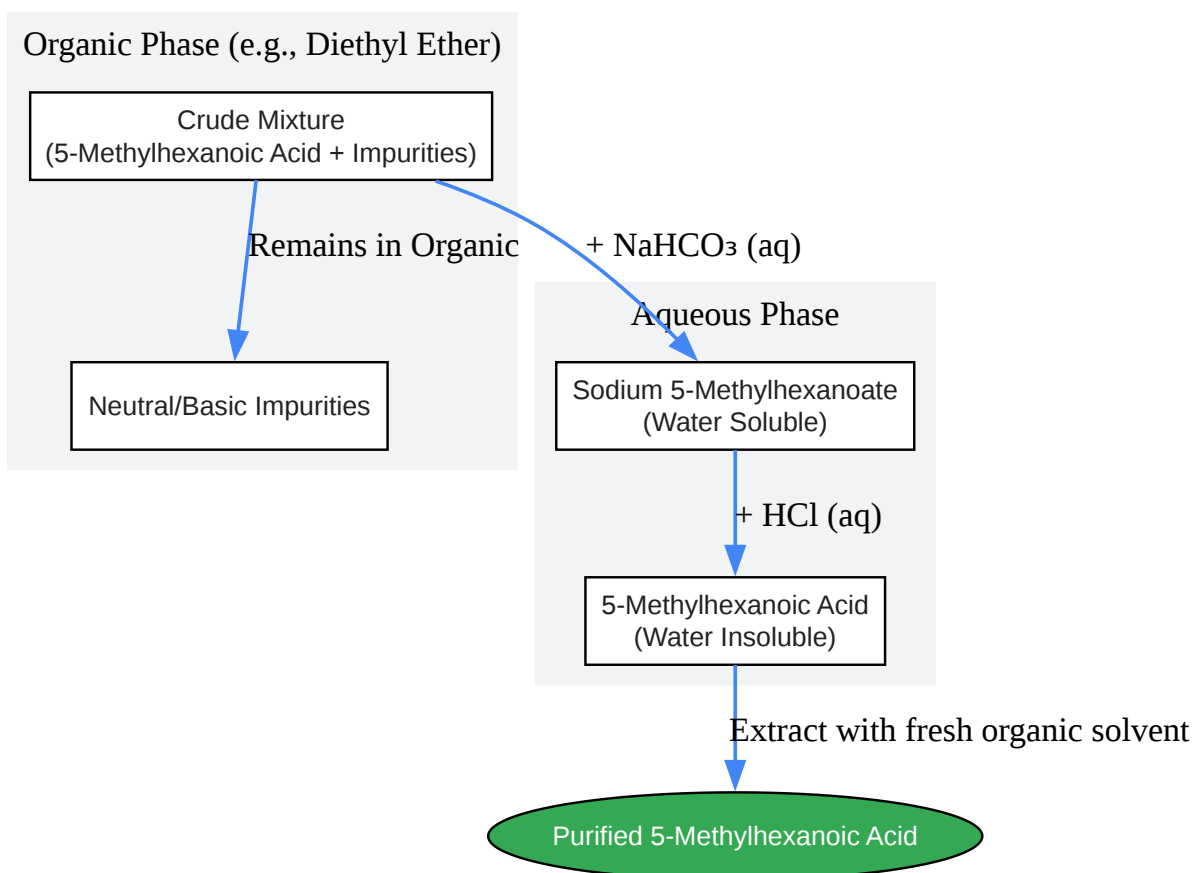 Organic Phase (e.g., Diethyl Ether)
Crude Mixture
(5-Methylhexanoic Acid + Impurities)
Remains in Organic
+ NaHCO₃ (aq)
Aqueous Phase
Neutral/Basic Impurities
Sodium 5-Methylhexanoate
(Water Soluble)
+ HCl (aq)
5-Methylhexanoic Acid
(Water Insoluble)
Extract with fresh organic solvent
Purified 5-Methylhexanoic Acid